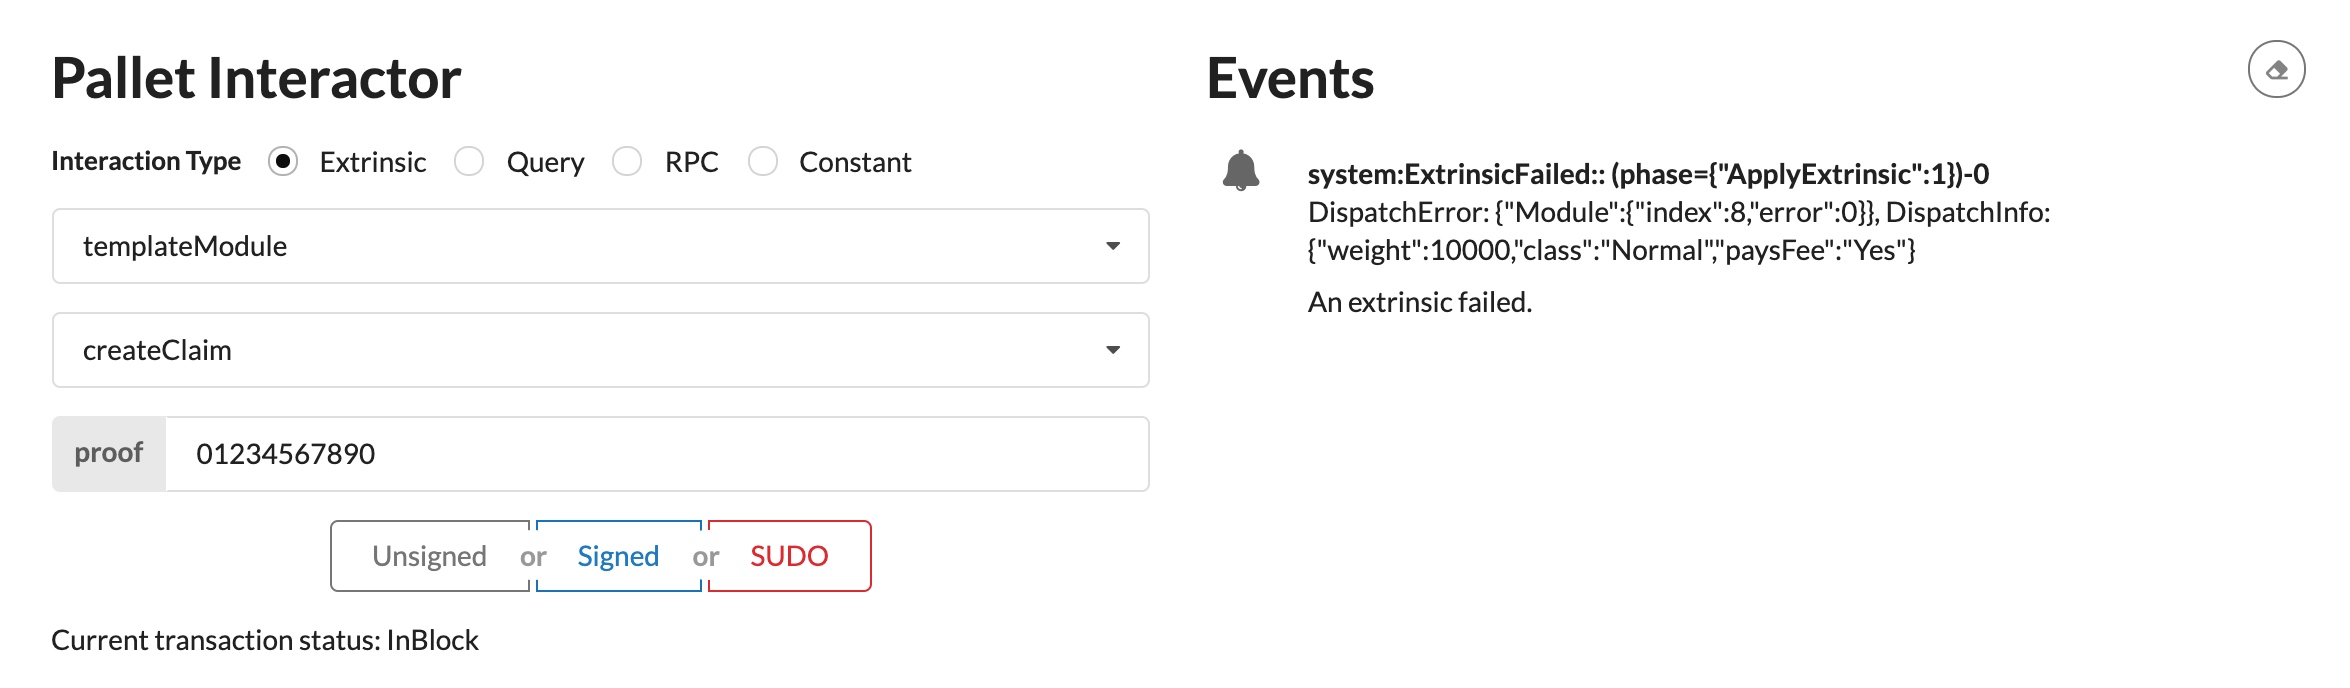 Pallet Interactor
Interaction Type Extrinsic Query RPC Constant
templateModule
createClaim
proof 01234567890
Unsigned or Signed or SUDO
Current transaction status: InBlock
Events
system:ExtrinsicFailed:: (phase={"ApplyExtrinsic":1})-0
DispatchError: {"Module":{"index":8,"error":0}}, DispatchInfo:
{"weight":10000,"class":"Normal""paysFee":"Yes"}
An extrinsic failed.